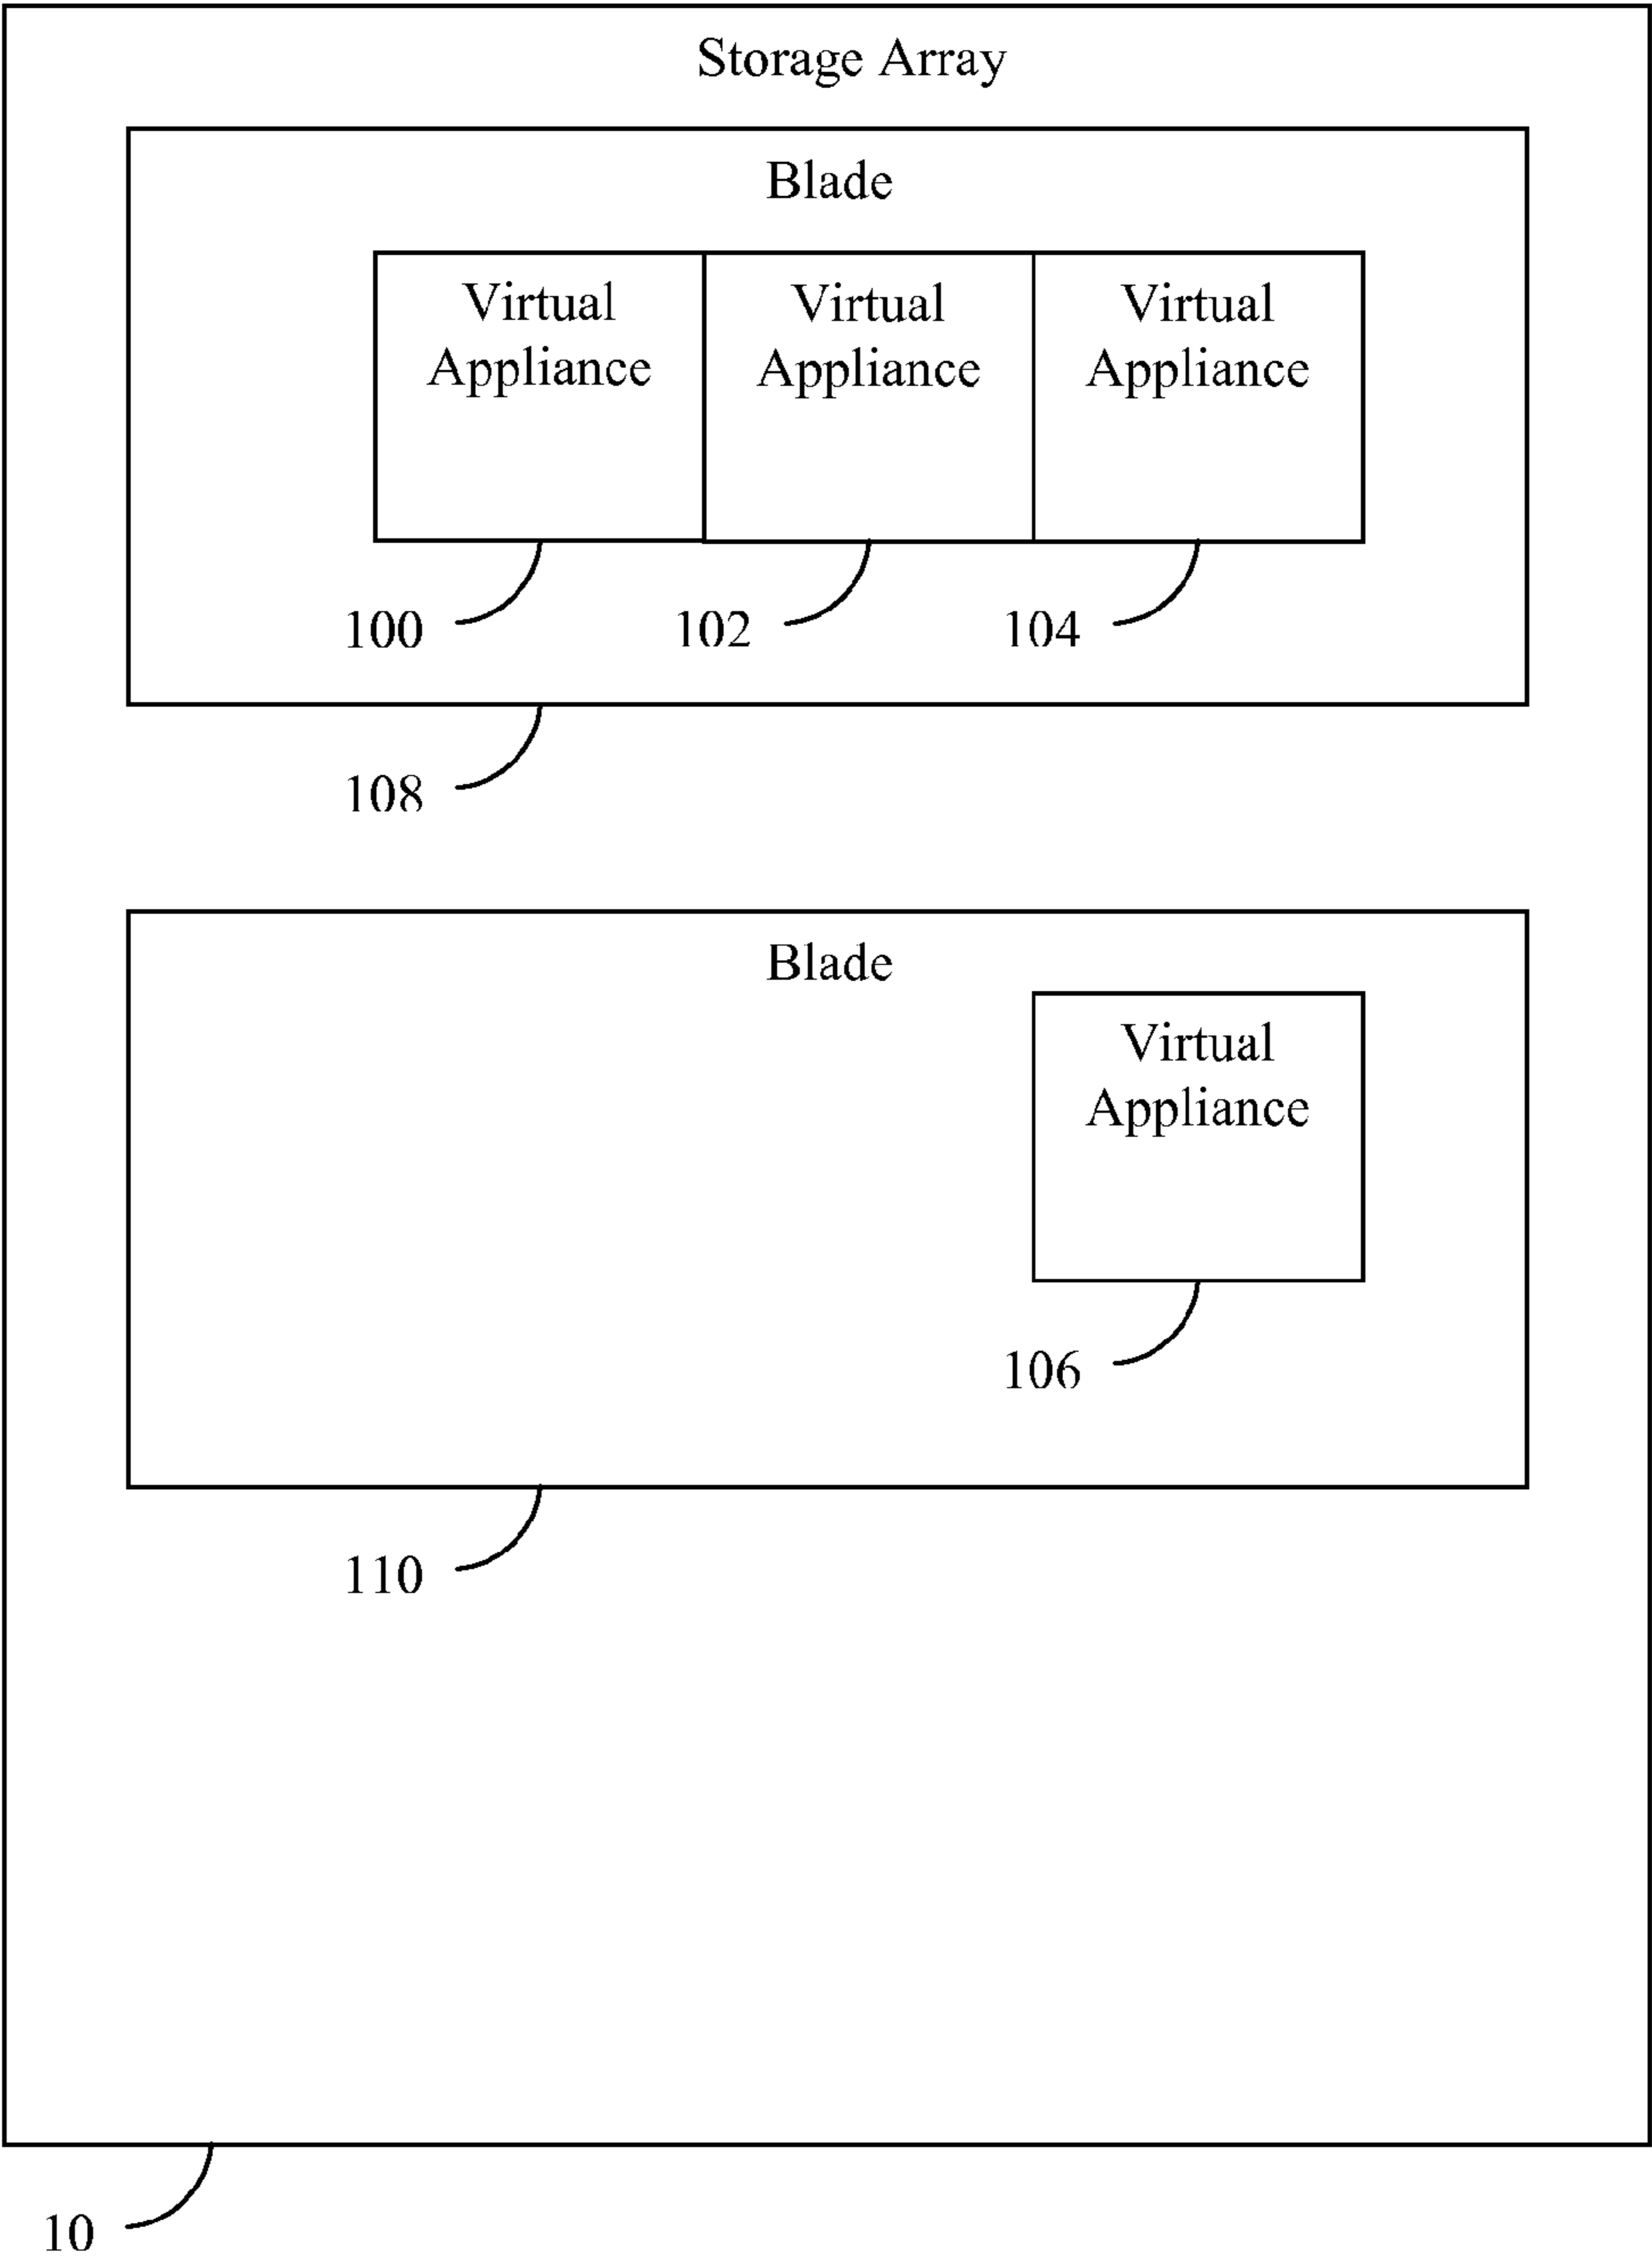 Storage Array
Blade
Virtual Virtual Virtual
Appliance Appliance Appliance
100 102 104
108
Blade
Virtual
Appliance
106
110
10